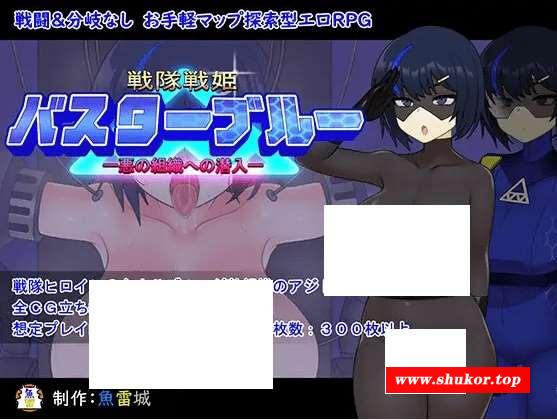 戦闘&分岐なし お手軽マップ探索型エロRPG
戦隊戦姫
バスターブルー
―悪の組織への潜入―
戦隊ヒロイ
のアジ
全CG立ち
想定プレイ
枚数:300枚以上
www.shukor.top
魚雷
制作:魚雷城